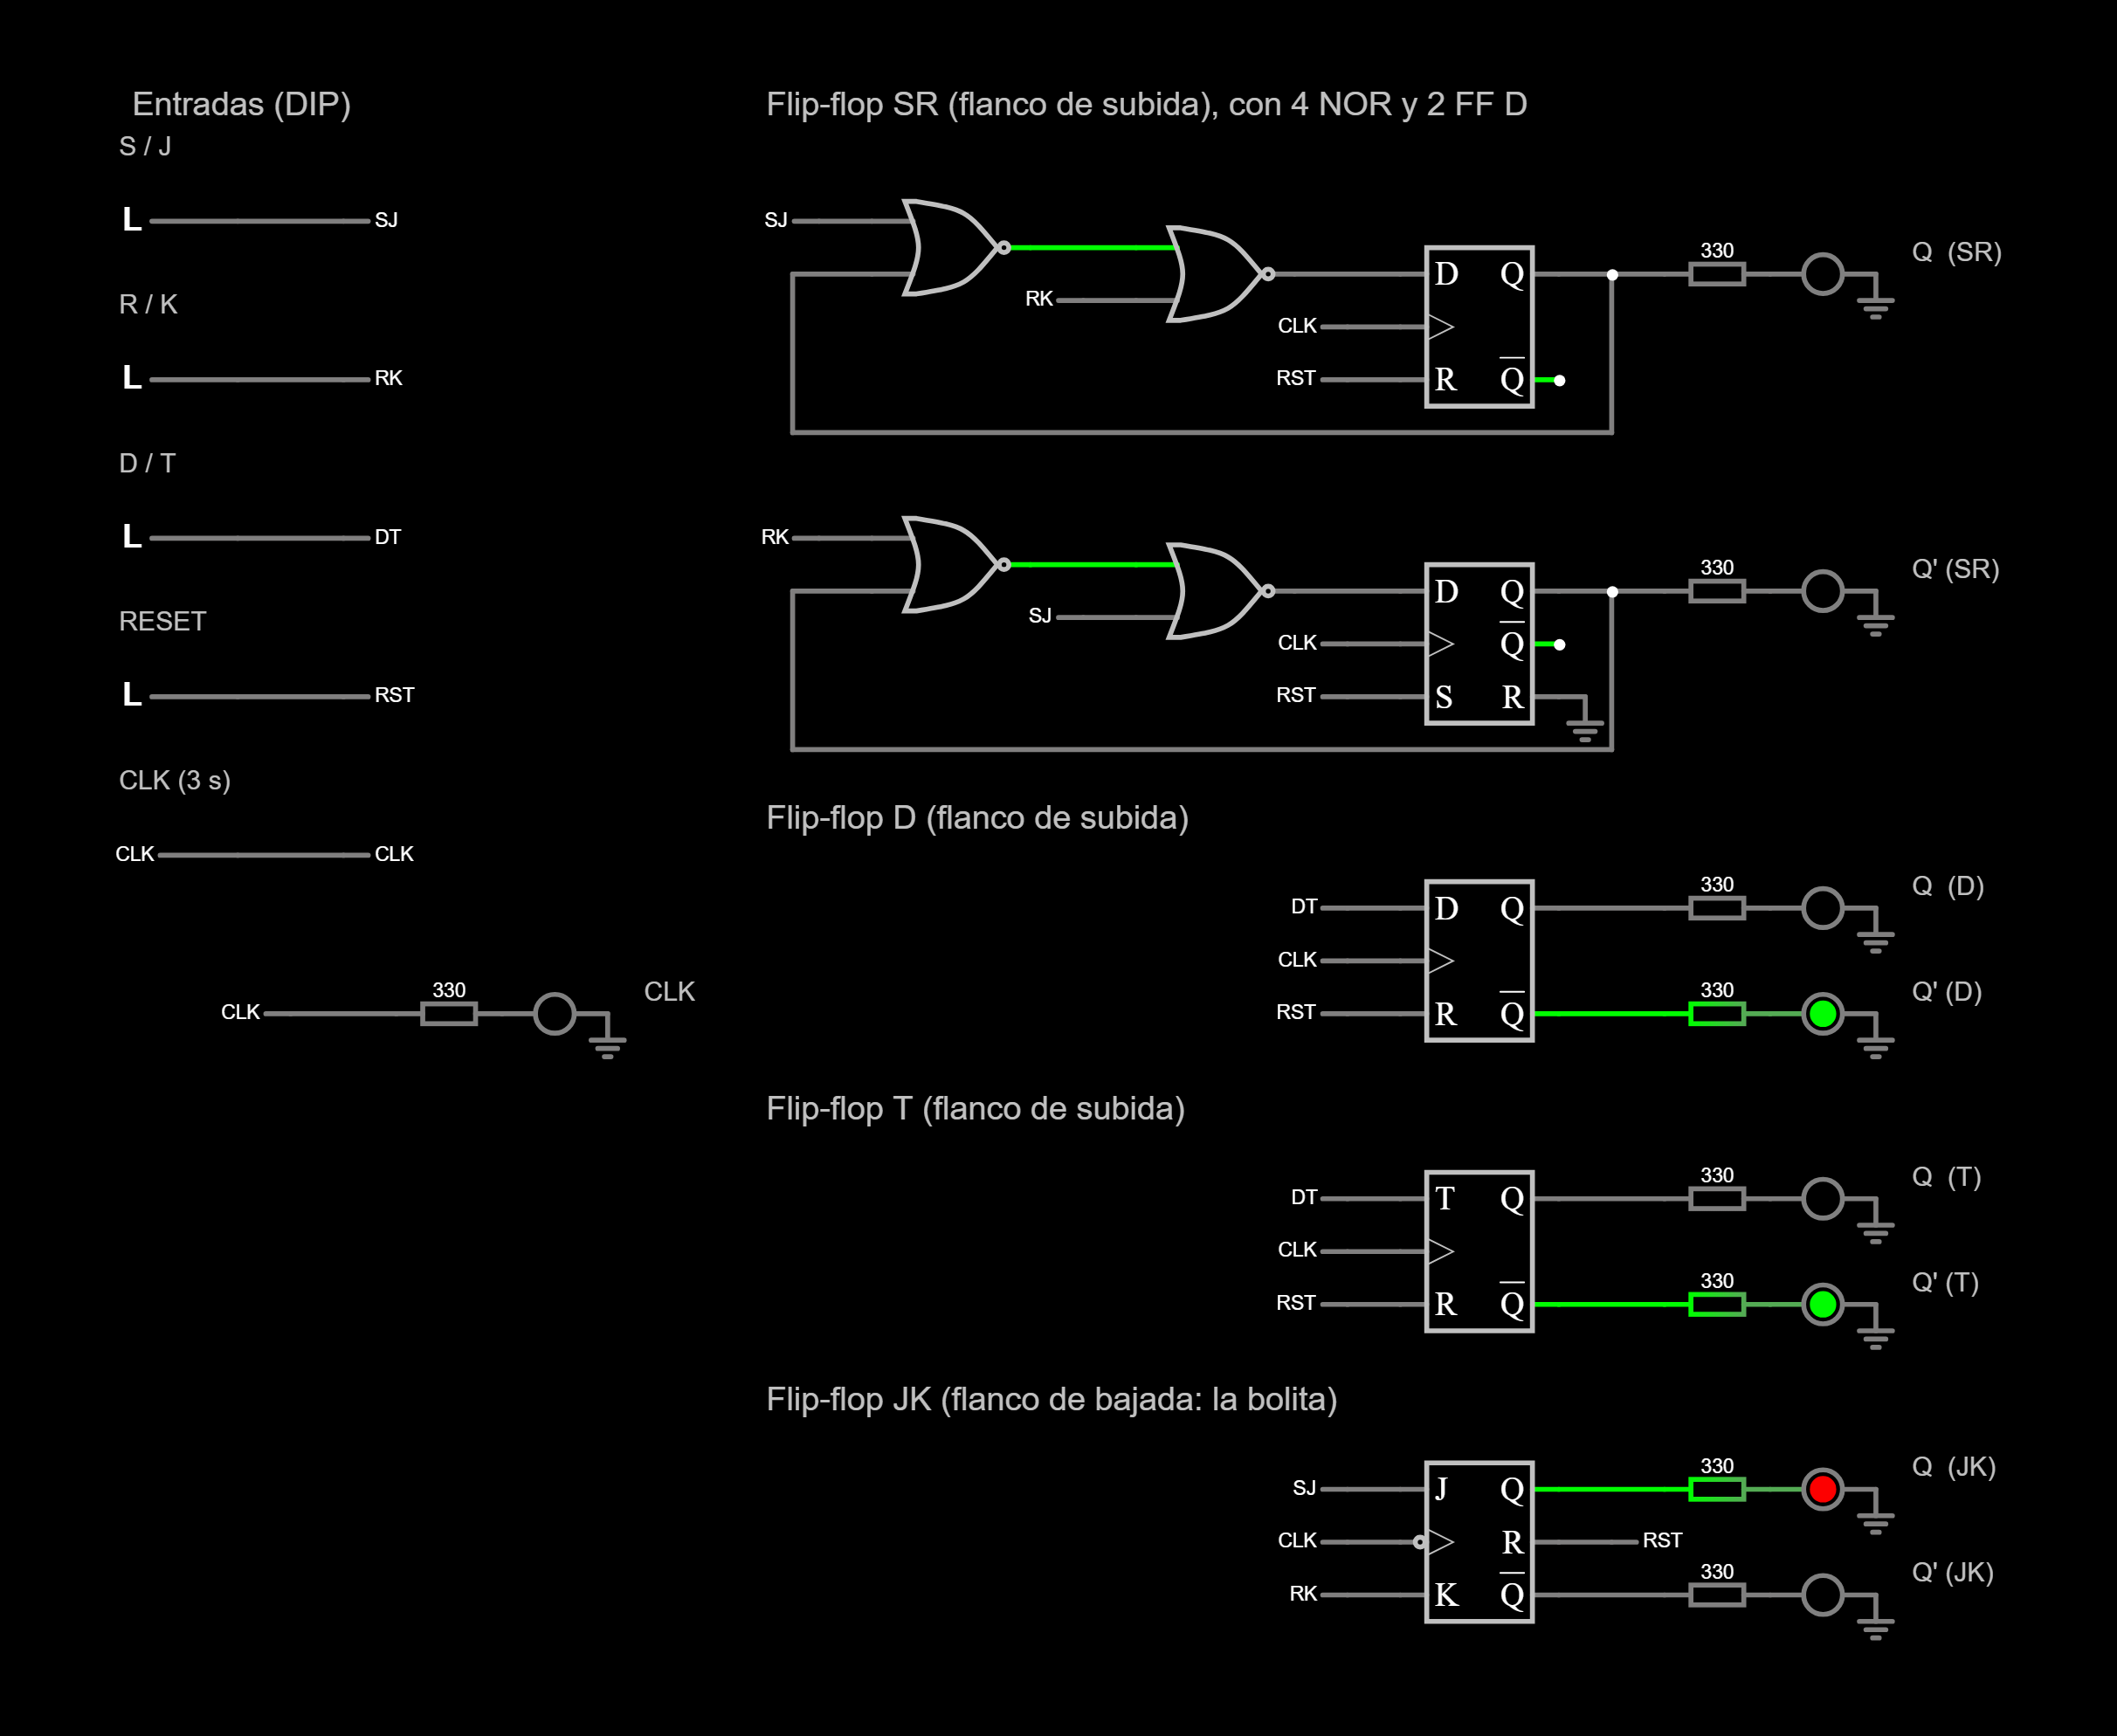 Entradas (DIP)
S / J
L SJ
R / K
L RK
D / T
L DT
RESET
L RST
CLK (3 s)
CLK CLK
CLK 330 CLK
Flip-flop SR (flanco de subida), con 4 NOR y 2 FF D
SJ
RK
D Q 330 Q (SR)
CLK
RST R Q
RK
SJ
D Q 330 Q' (SR)
CLK Q
RST S R
Flip-flop D (flanco de subida)
DT D Q 330 Q (D)
CLK
RST R Q 330 Q' (D)
Flip-flop T (flanco de subida)
DT T Q 330 Q (T)
CLK
RST R Q 330 Q' (T)
Flip-flop JK (flanco de bajada: la bolita)
SJ J Q 330 Q (JK)
CLK R RST
RK K Q 330 Q' (JK)